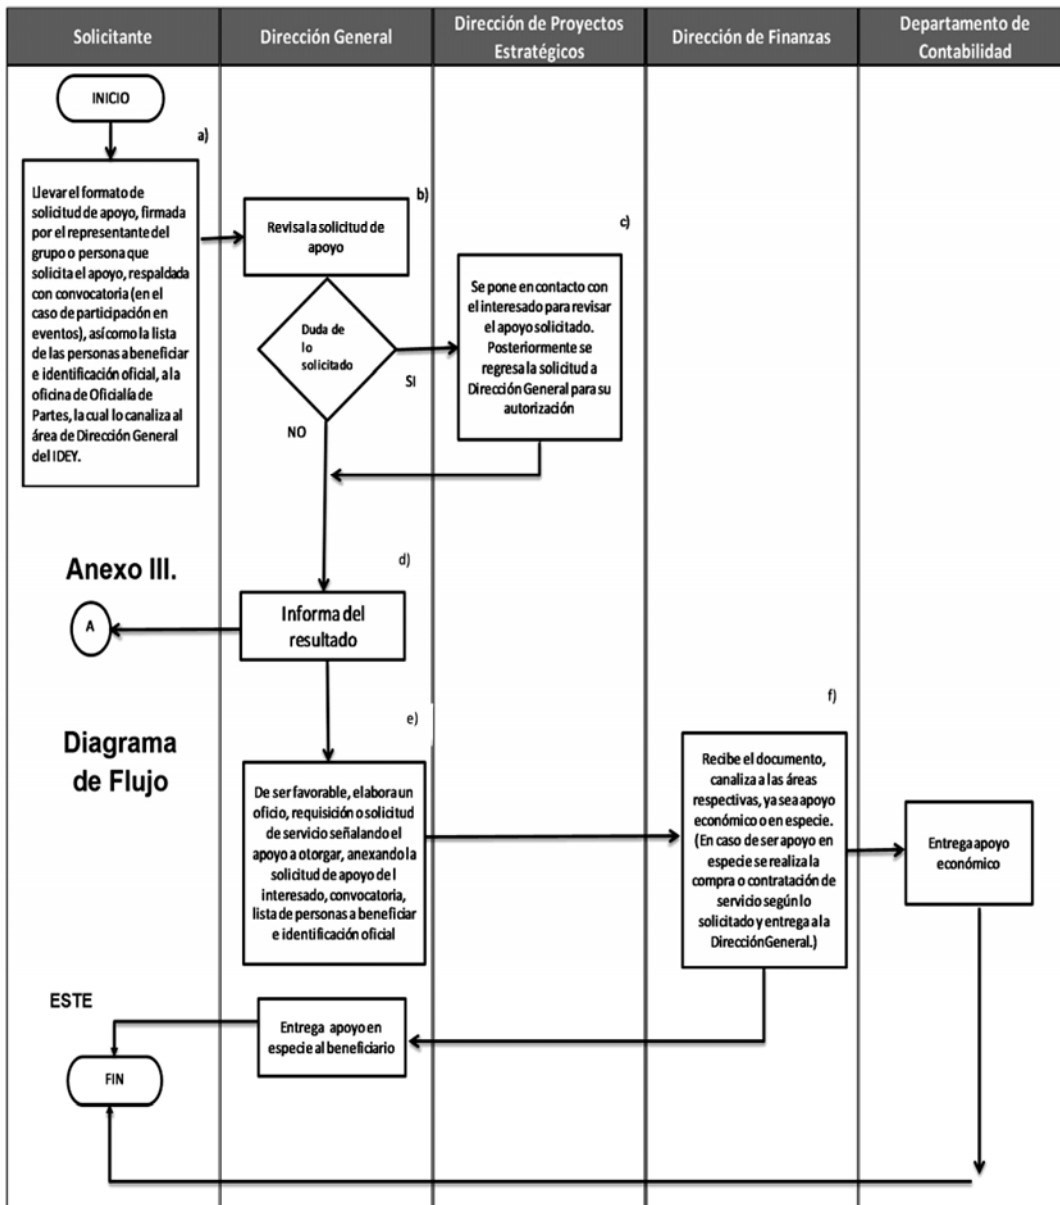 Solicitante
Dirección General
Dirección de Proyectos
Estratégicos
Dirección de Finanzas
Departamento de
Contabilidad
INICIO
a)
Llevar el formato de
solicitud de apoyo, firmada
por el representante del
grupo o persona que
solicita el apoyo, respaldada
con convocatoria (en el
caso de participación en
eventos), así como la lista
de las personas a beneficiar
e identificación oficial, a la
oficina de Oficialía de
Partes, la cual lo canaliza al
área de Dirección General
del IDEY.
b)
Revisa la solicitud de
apoyo
Duda de
lo
solicitado
SI
NO
c)
Se pone en contacto con
el interesado para revisar
el apoyo solicitado.
Posteriormente se
regresa la solicitud a
Dirección General para su
autorización
Anexo III.
d)
Informa del
resultado
A
Diagrama
de Flujo
e)
De ser favorable, elabora un
oficio, requisición o solicitud
de servicio señalando el
apoyo a otorgar, anexando la
solicitud de apoyo del
interesado, convocatoria,
lista de personas a beneficiar
e identificación oficial
f)
Recibe el documento,
canaliza a las áreas
respectivas, ya sea apoyo
económico o en especie.
(En caso de ser apoyo en
especie se realiza la
compra o contratación de
servicio según lo
solicitado y entrega a la
Dirección General.)
Entrega apoyo
económico
ESTE
Entrega apoyo en
especie al beneficiario
FIN